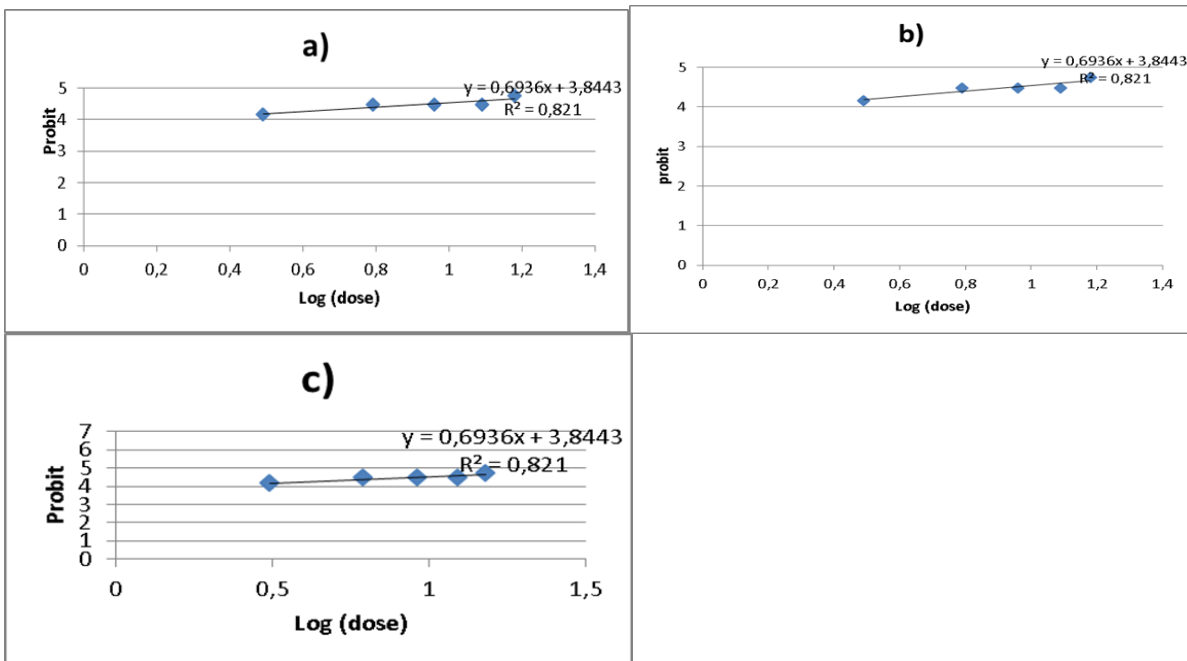 a)
y = 0,6936x + 3,8443
R² = 0,821
5
4
3
2
1
0
Probit
0 0,2 0,4 0,6 0,8 1 1,2 1,4
Log (dose)
b)
y = 0,6936x + 3,8443
R² = 0,821
5
4
3
2
1
0
probit
0 0,2 0,4 0,6 0,8 1 1,2 1,4
Log (dose)
c)
y = 0,6936x + 3,8443
R² = 0,821
7
6
5
4
3
2
1
0
Probit
0 0,5 1 1,5
Log (dose)